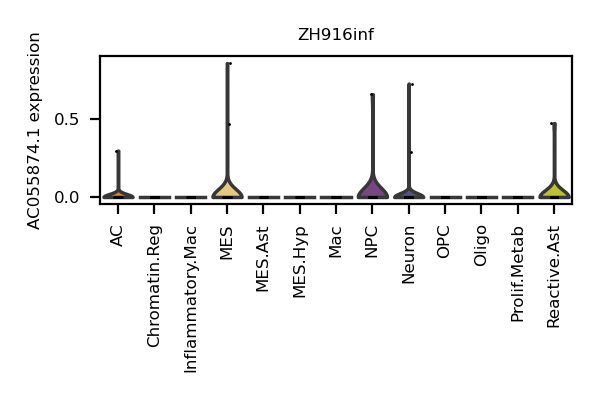 ZH916inf
AC055874.1 expression
0.5
0.0
AC
Chromatin.Reg
Inflammatory.Mac
MES
MES.Ast
MES.Hyp
Mac
NPC
Neuron
OPC
Oligo
Prolif.Metab
Reactive.Ast